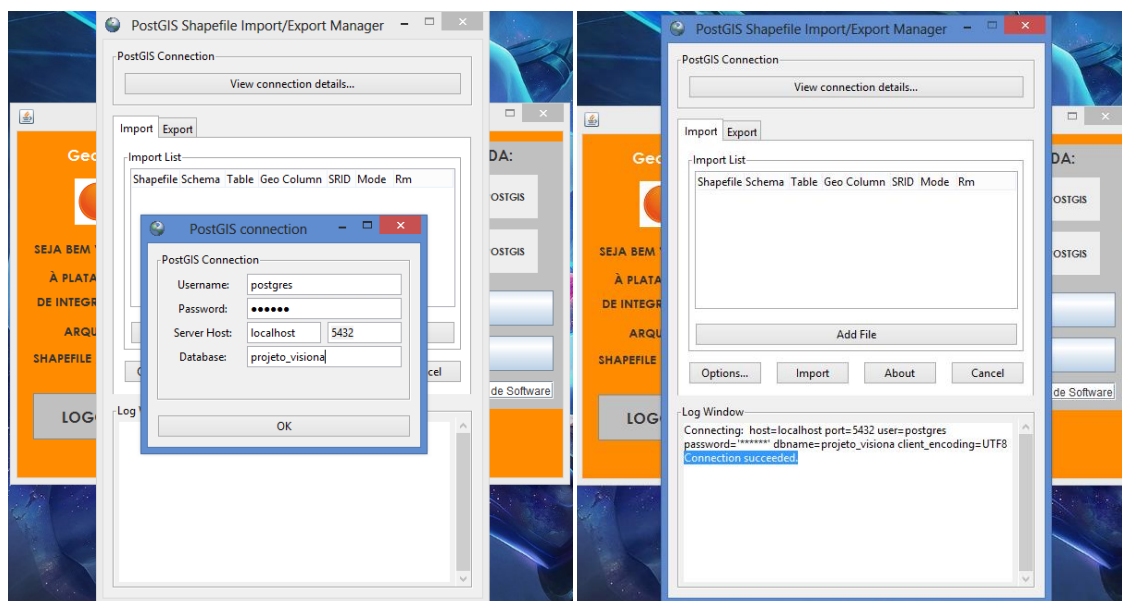 PostGIS Shapefile Import/Export Manager
PostGIS Connection
View connection details...
Import Export
Import List
Shapefile Schema Table Geo Column SRID Mode Rm
PostGIS connection
PostGIS Connection
Username: postgres
Password: ••••••
Server Host: localhost 5432
Database: projeto_visiona
OK
Log
DA:
OSTGIS
OSTGIS
SEJA BEM
À PLATA
DE INTEGR
ARQU
SHAPEFILE
LOG
cel
de Software
PostGIS Shapefile Import/Export Manager
PostGIS Connection
View connection details...
Import Export
Import List
Shapefile Schema Table Geo Column SRID Mode Rm
Add File
Options... Import About Cancel
Log Window
Connecting: host=localhost port=5432 user=postgres
password='******' dbname=projeto_visiona client_encoding=UTF8
Connection succeeded.
Geo
DA:
OSTGIS
OSTGIS
SEJA BEM
À PLATA
DE INTEGR
ARQU
SHAPEFILE
LOG
de Software